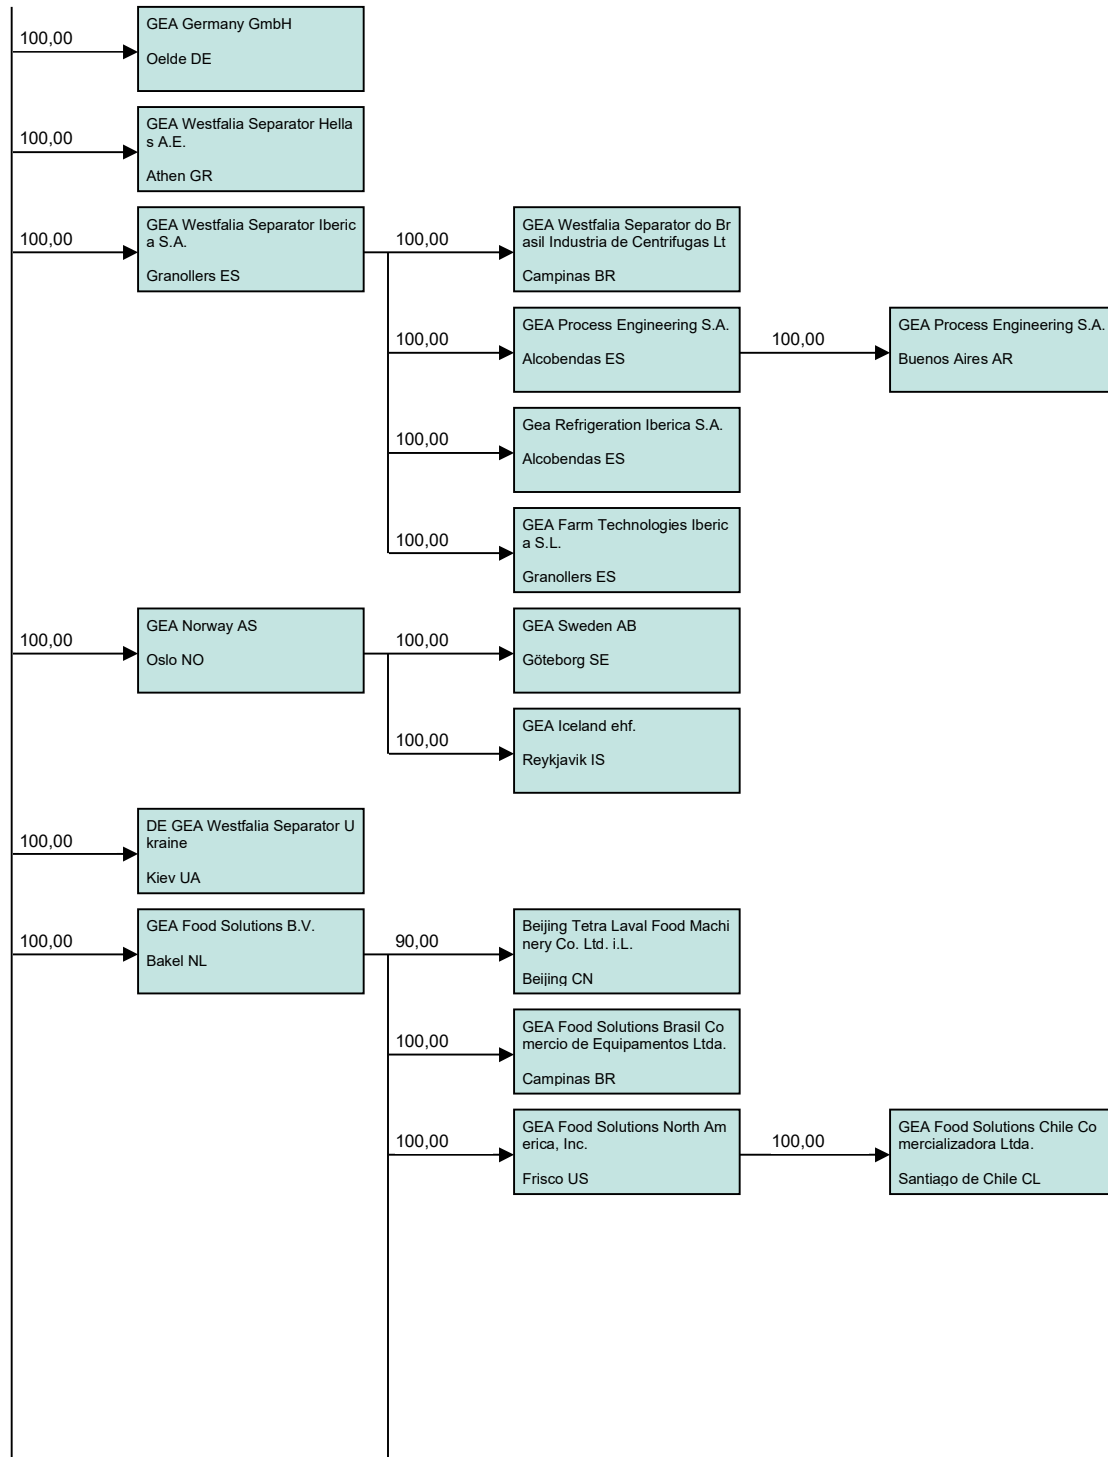 GEA Germany GmbH
100,00
Oelde DE
GEA Westfalia Separator Hella
s A.E.
100,00
Athen GR
GEA Westfalia Separator Iberic
a S.A.
100,00
Granollers ES
100,00
GEA Westfalia Separator do Br
asil Industria de Centrifugas Lt
Campinas BR
100,00
GEA Process Engineering S.A.
Alcobendas ES
100,00
GEA Process Engineering S.A.
Buenos Aires AR
100,00
Gea Refrigeration Iberica S.A.
Alcobendas ES
100,00
GEA Farm Technologies Iberic
a S.L.
Granollers ES
100,00
GEA Norway AS
Oslo NO
100,00
GEA Sweden AB
Göteborg SE
100,00
GEA Iceland ehf.
Reykjavik IS
100,00
DE GEA Westfalia Separator U
kraine
Kiev UA
100,00
GEA Food Solutions B.V.
Bakel NL
90,00
Beijing Tetra Laval Food Machi
nery Co. Ltd. i.L.
Beijing CN
100,00
GEA Food Solutions Brasil Co
mercio de Equipamentos Ltda.
Campinas BR
100,00
GEA Food Solutions North Am
erica, Inc.
Frisco US
100,00
GEA Food Solutions Chile Co
mercializadora Ltda.
Santiago de Chile CL